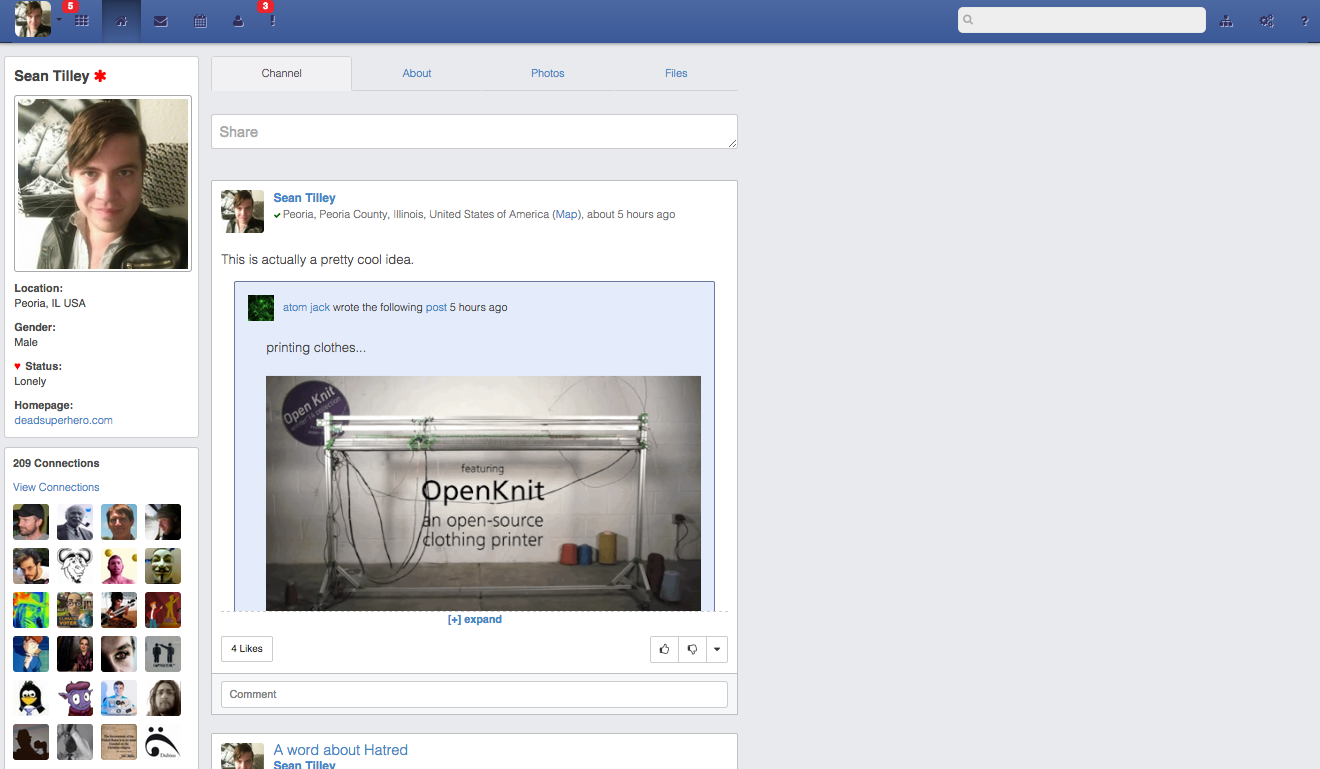 5
3
?
Sean Tilley
Location:
Peoria, IL USA
Gender:
Male
Status:
Lonely
Homepage:
deadsuperhero.com
209 Connections
View Connections
Channel
About
Photos
Files
Share
Sean Tilley
Peoria, Peoria County, Illinois, United States of America (Map), about 5 hours ago
This is actually a pretty cool idea.
atom jack wrote the following post 5 hours ago
printing clothes...
Open Knit
featuring
OpenKnit
an open-source
clothing printer
[+] expand
4 Likes
Comment
A word about Hatred
Sean Tilley